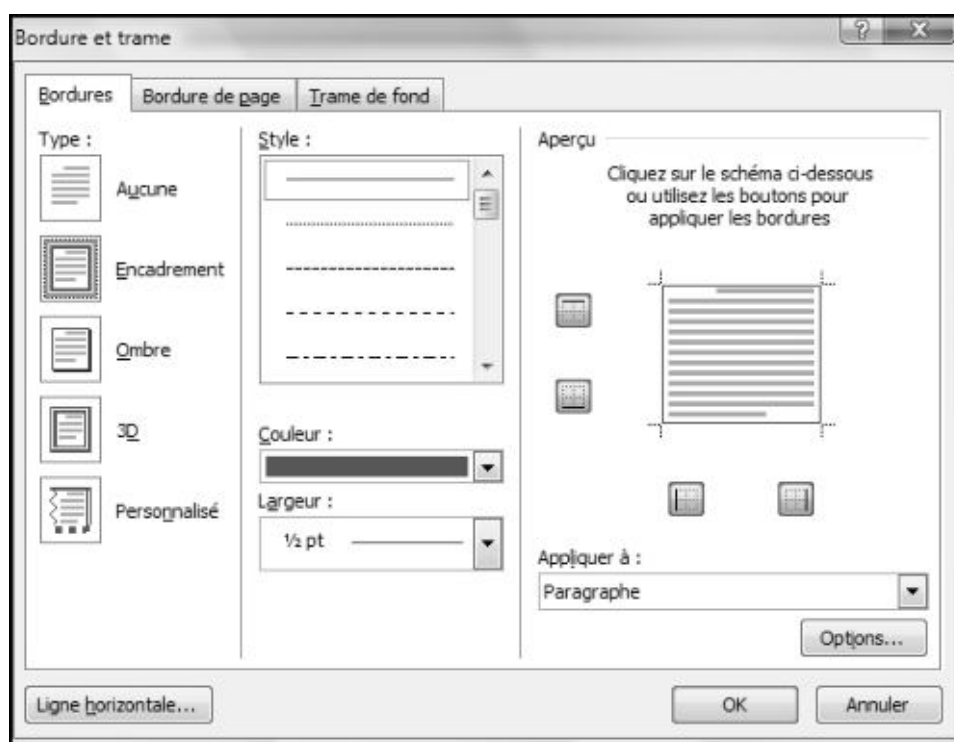 Bordure et trame
Bordures
Bordure de page
Trame de fond
Type :
Aucune
Encadrement
Ombre
3D
Personnalisé
Style :
Couleur :
Largeur :
½ pt
Aperçu
Cliquez sur le schéma ci-dessous
ou utilisez les boutons pour
appliquer les bordures
Appliquer à :
Paragraphe
Options...
Ligne horizontale...
OK
Annuler